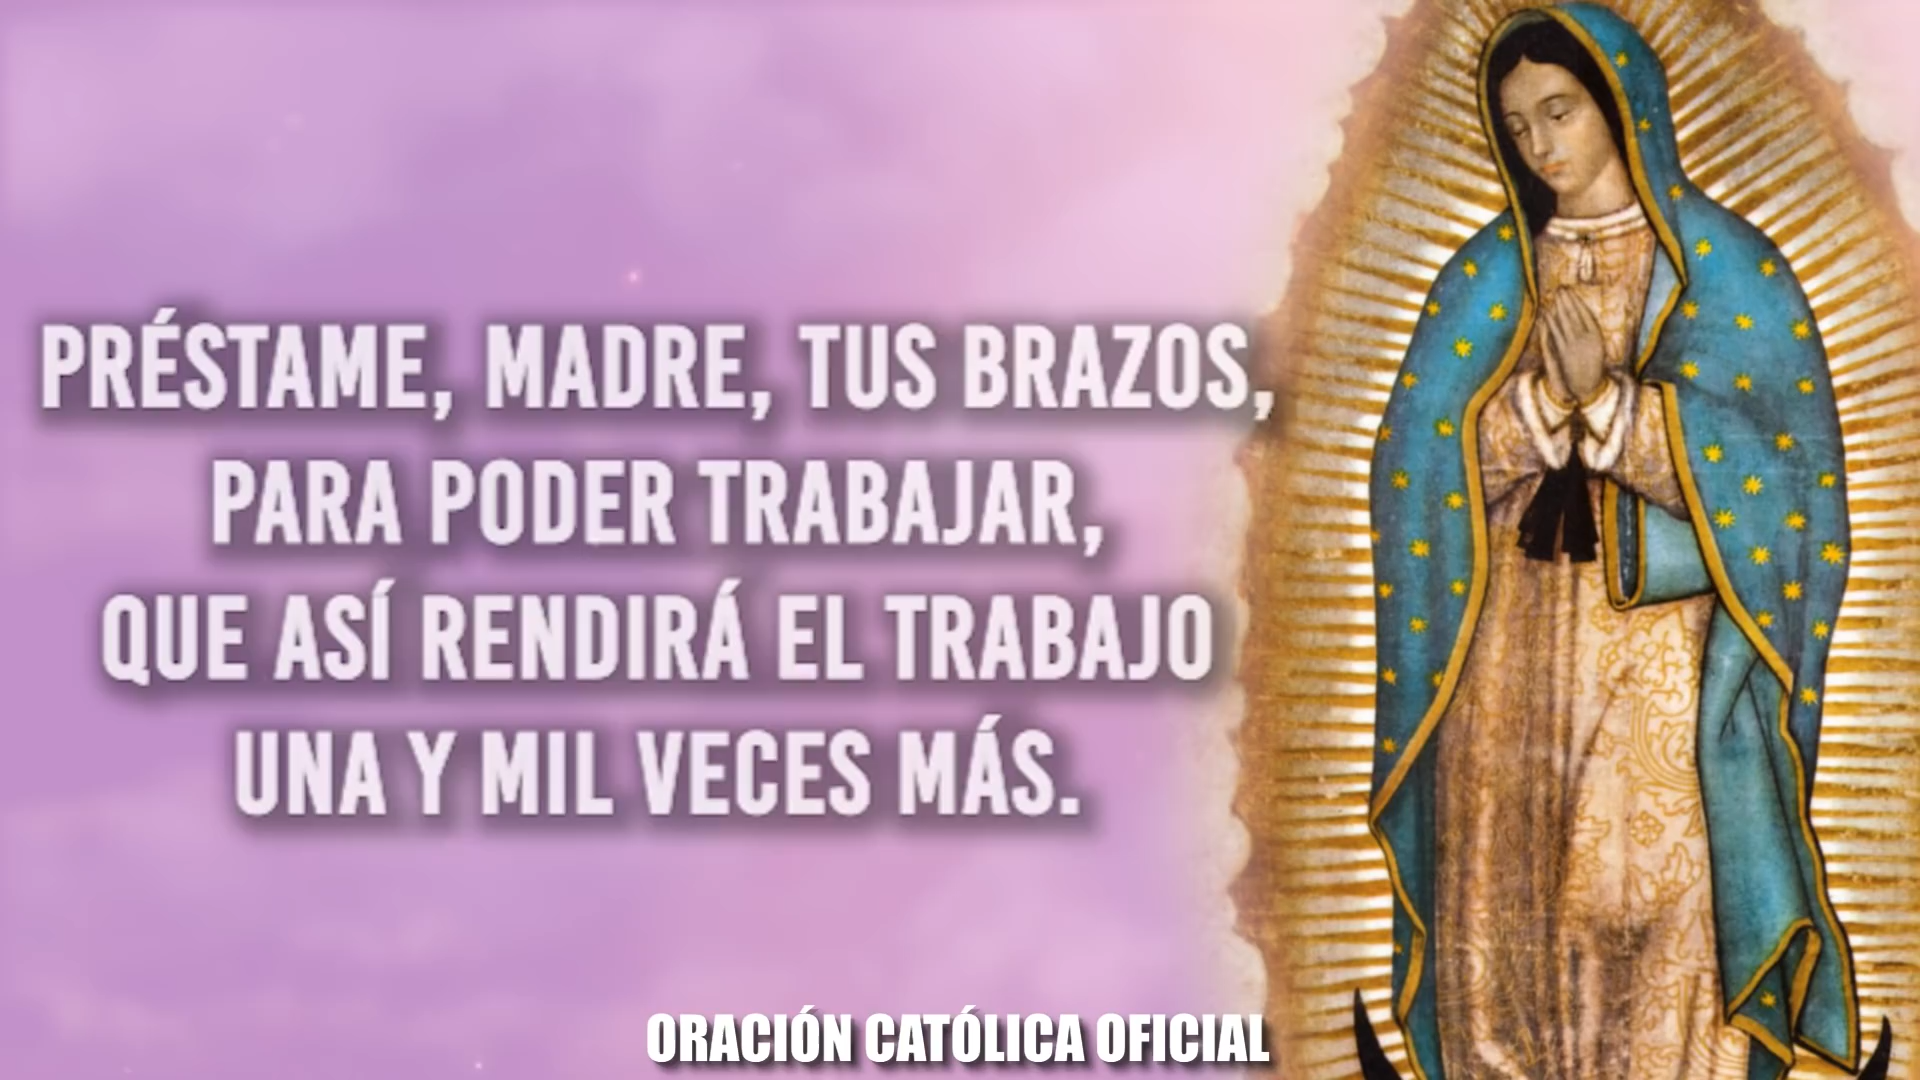 PRÉSTAME, MADRE, TUS BRAZOS,
PARA PODER TRABAJAR,
QUE ASÍ RENDIRÁ EL TRABAJO
UNA Y MIL VECES MÁS.
ORACIÓN CATÓLICA OFICIAL